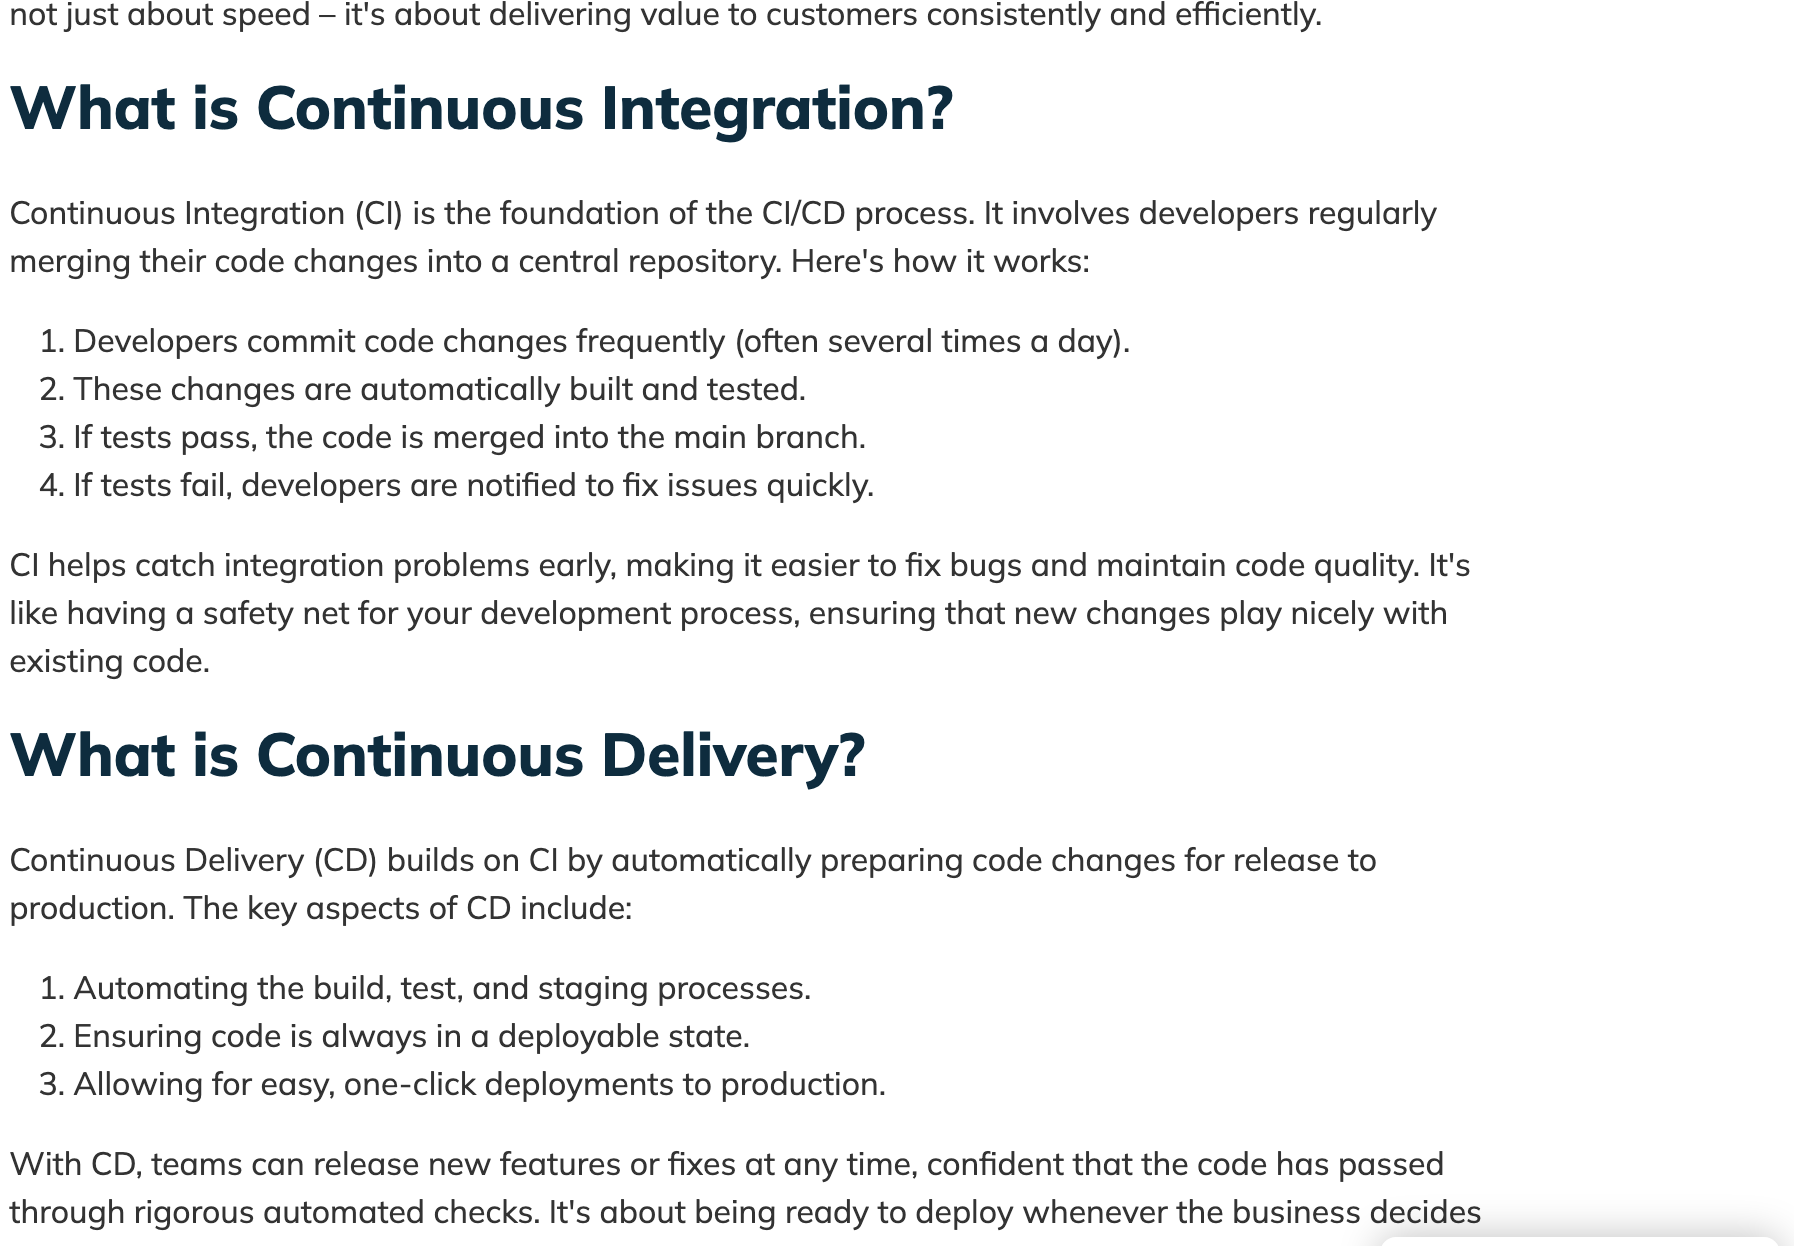 not just about speed – it's about delivering value to customers consistently and efficiently.
What is Continuous Integration?
Continuous Integration (CI) is the foundation of the CI/CD process. It involves developers regularly
merging their code changes into a central repository. Here's how it works:
1. Developers commit code changes frequently (often several times a day).
2. These changes are automatically built and tested.
3. If tests pass, the code is merged into the main branch.
4. If tests fail, developers are notified to fix issues quickly.
CI helps catch integration problems early, making it easier to fix bugs and maintain code quality. It's
like having a safety net for your development process, ensuring that new changes play nicely with
existing code.
What is Continuous Delivery?
Continuous Delivery (CD) builds on CI by automatically preparing code changes for release to
production. The key aspects of CD include:
1. Automating the build, test, and staging processes.
2. Ensuring code is always in a deployable state.
3. Allowing for easy, one-click deployments to production.
With CD, teams can release new features or fixes at any time, confident that the code has passed
through rigorous automated checks. It's about being ready to deploy whenever the business decides